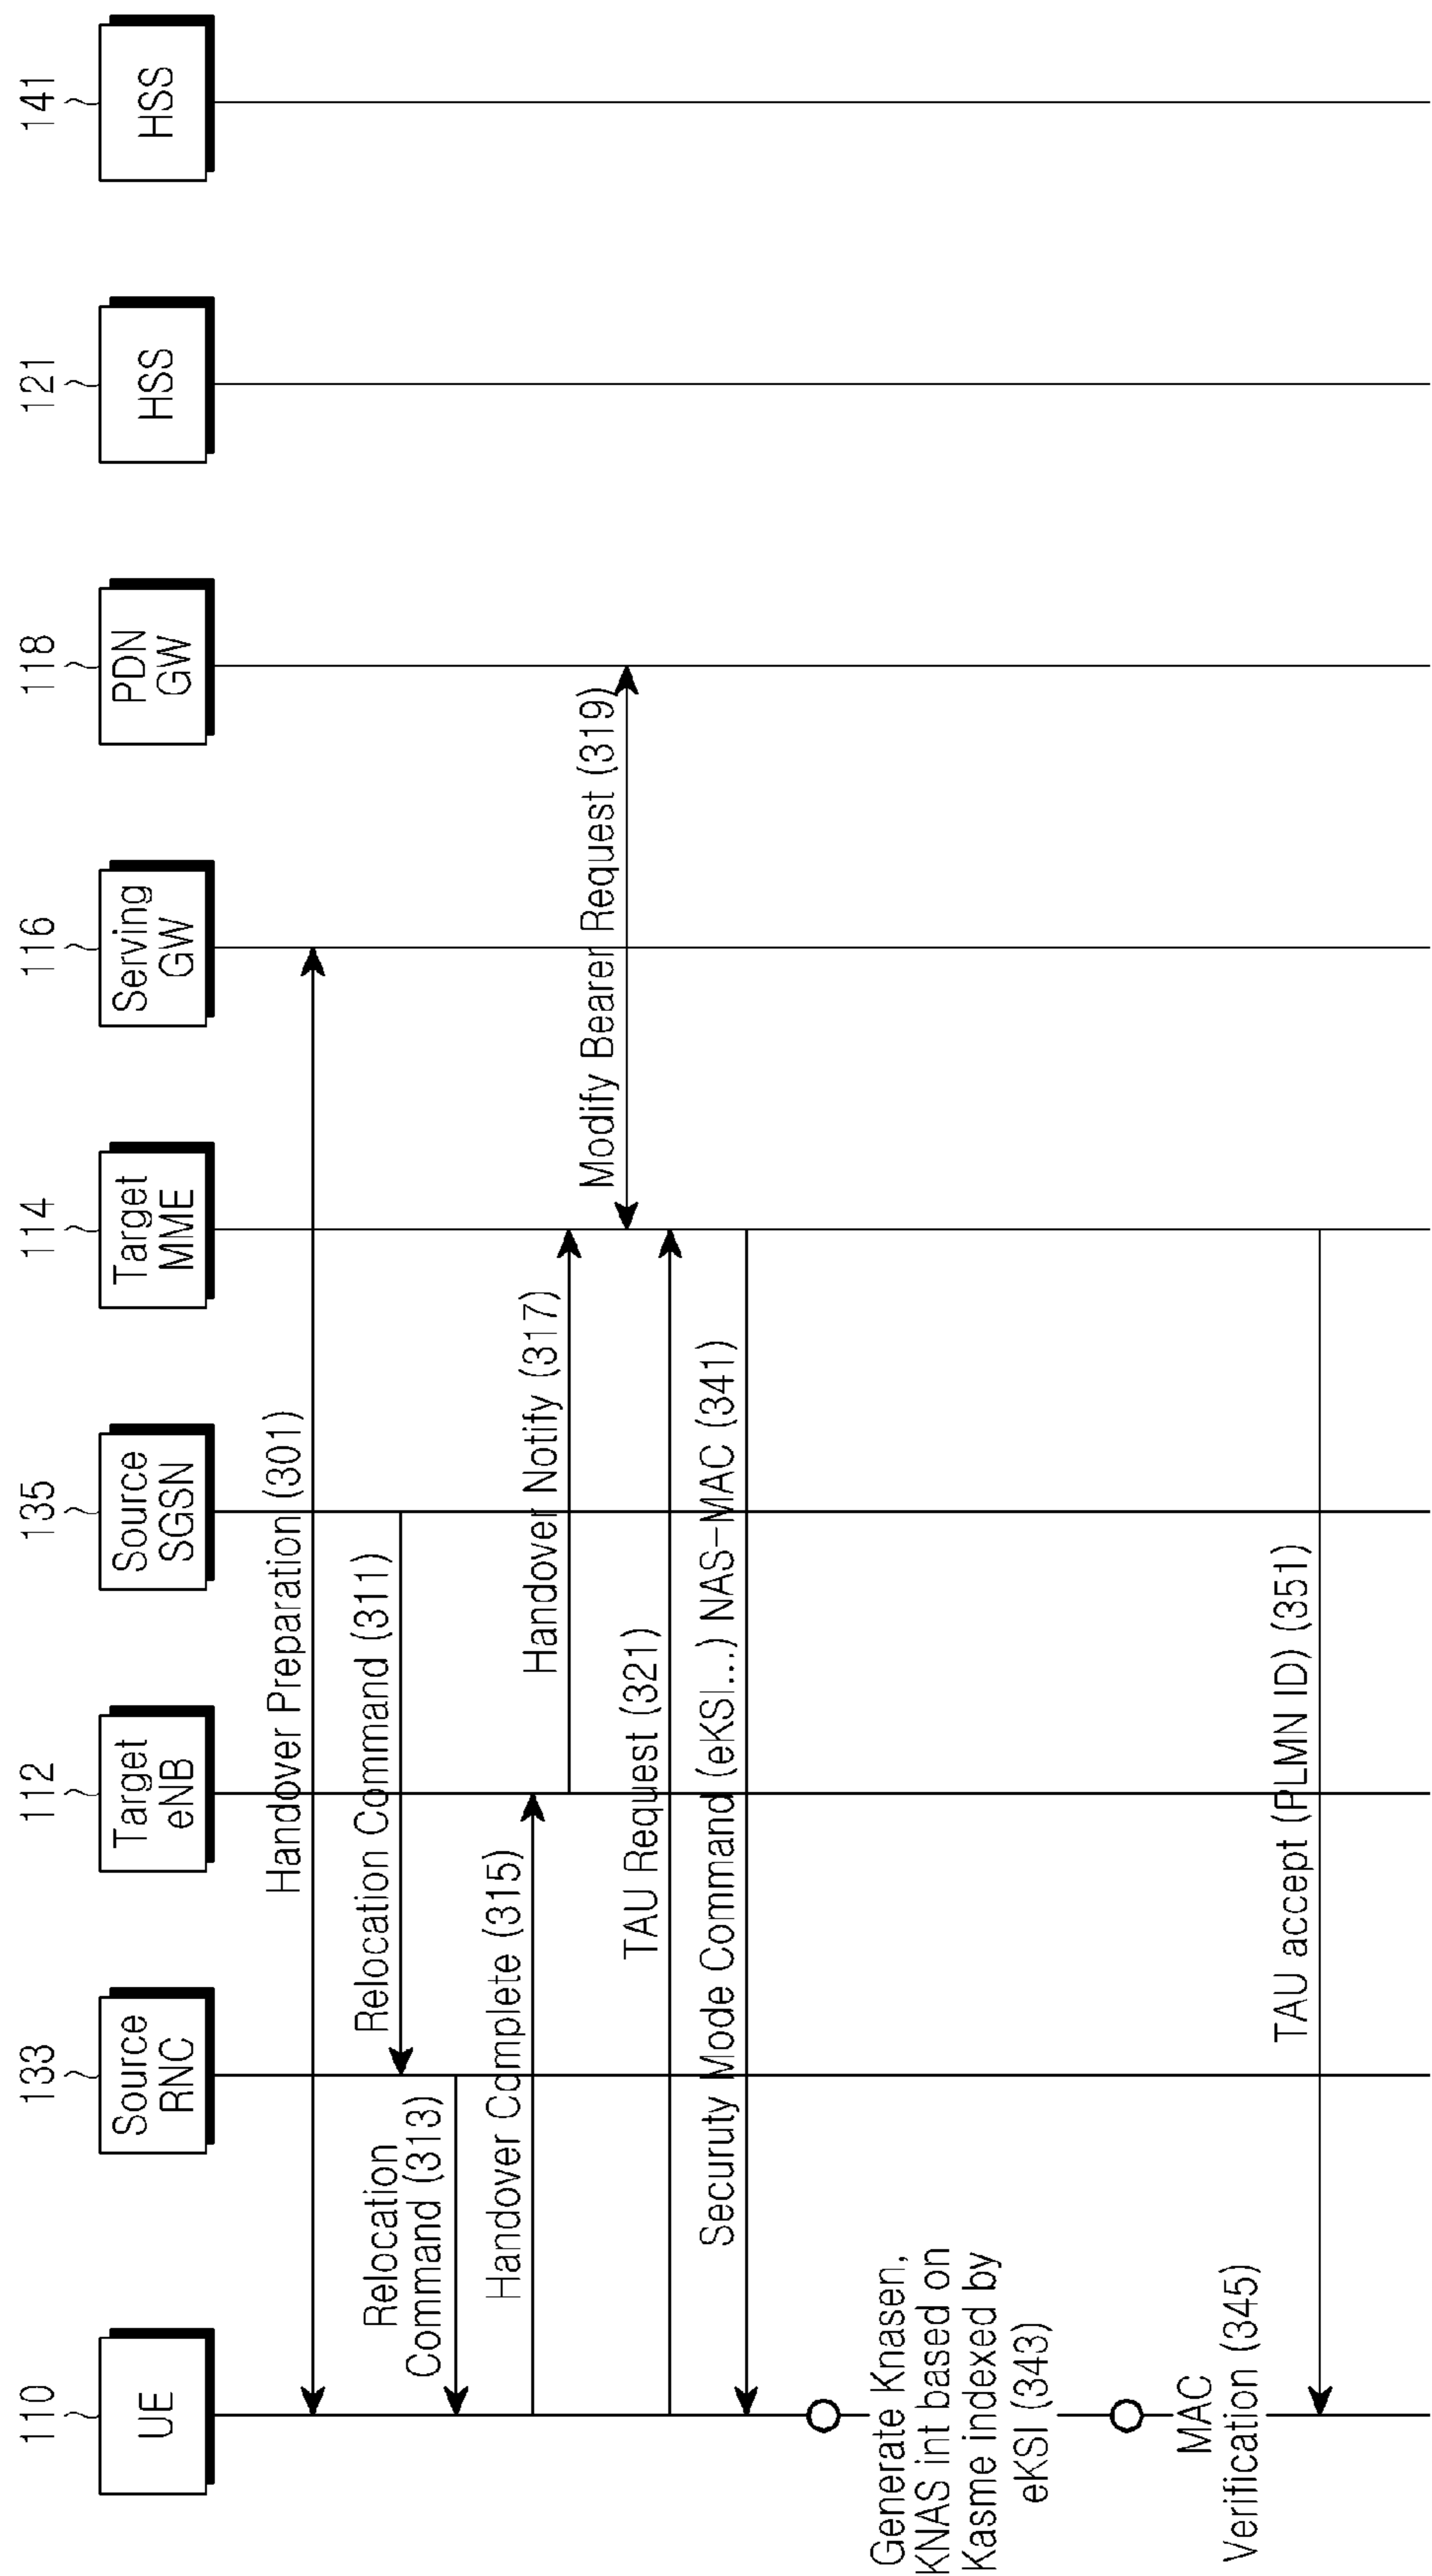 110
133
112
135
114
116
118
121
141
UE
Source
RNC
Target
eNB
Source
SGSN
Target
MME
Serving
GW
PDN
GW
HSS
HSS
Handover Preparation (301)
Relocation Command (311)
Relocation
Command (313)
Handover Complete (315)
Handover Notify (317)
Modify Bearer Request (319)
TAU Request (321)
Securuty Mode Command (eKSI...) NAS-MAC (341)
Generate Knasen,
KNAS int based on
Kasme indexed by
eKSI (343)
MAC
Verification (345)
TAU accept (PLMN ID) (351)